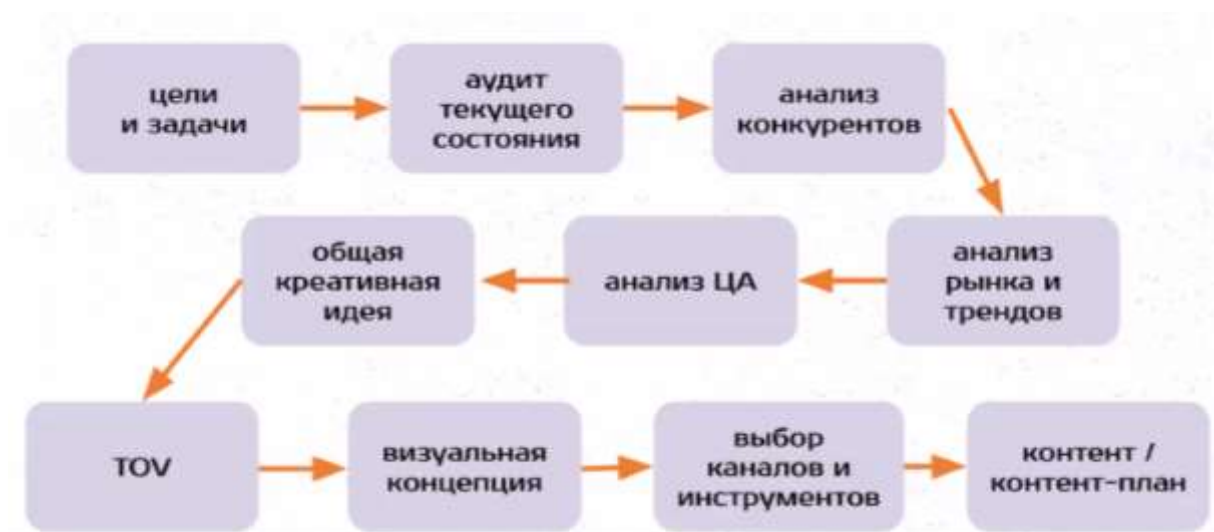 цели
и задачи
аудит
текущего
состояния
анализ
конкурентов
анализ
рынка и
трендов
анализ ЦА
общая
креативная
идея
TOV
визуальная
концепция
выбор
каналов и
инструментов
контент /
контент-план